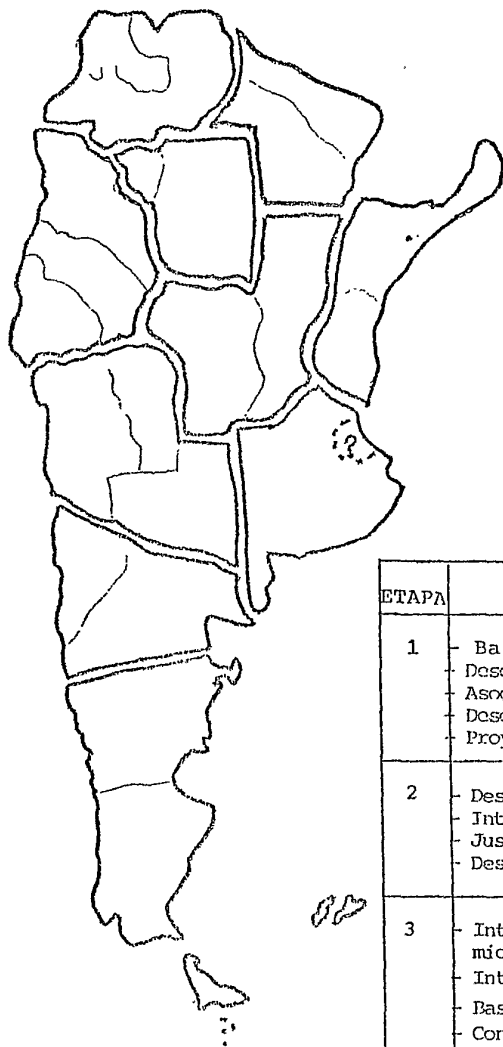 ?
ETAPA
1
- Ba
- Desc
- Asoc
- Desc
- Proy
2
- Des
- Int
- Jus
- Des
3
- Int
mic
- Int
- Bas
- Con